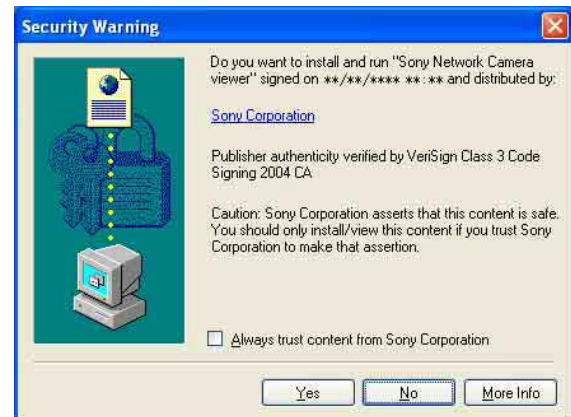 Security Warning
Do you want to install and run "Sony Network Camera
viewer" signed on **/**/**** **:** and distributed by:
Sony Corporation
Publisher authenticity verified by VeriSign Class 3 Code
Signing 2004 CA
Caution: Sony Corporation asserts that this content is safe.
You should only install/view this content if you trust Sony
Corporation to make that assertion.
Always trust content from Sony Corporation
Yes No More Info